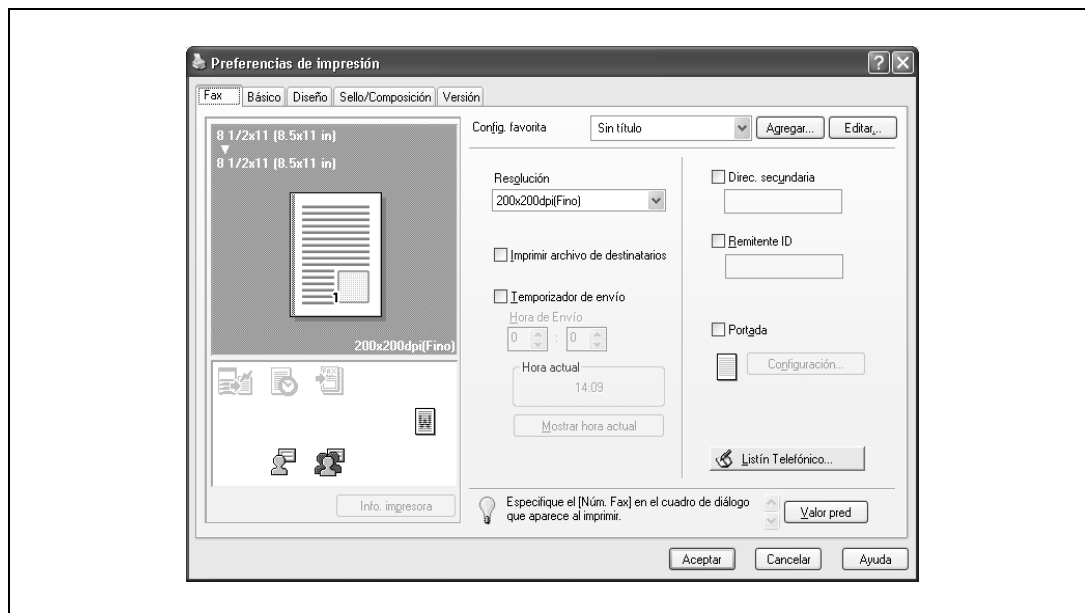 Preferencias de impresión
Fax Básico Diseño Sello/Composición Versión
8 1/2x11 (8.5x11 in)
8 1/2x11 (8.5x11 in)
1
200x200dpi(Fino)
FAX
W
Info. impresora
Config. favorita Sin título Agregar... Editar...
Resolución
200x200dpi(Fino)
Imprimir archivo de destinatarios
Temporizador de envío
Hora de Envío
0 : 0
Hora actual
14:09
Mostrar hora actual
Direc. secundaria
Remitente ID
Portada
Configuración...
Listín Telefónico...
Especifique el [Núm. Fax] en el cuadro de diálogo
que aparece al imprimir.
Valor pred
Aceptar Cancelar Ayuda